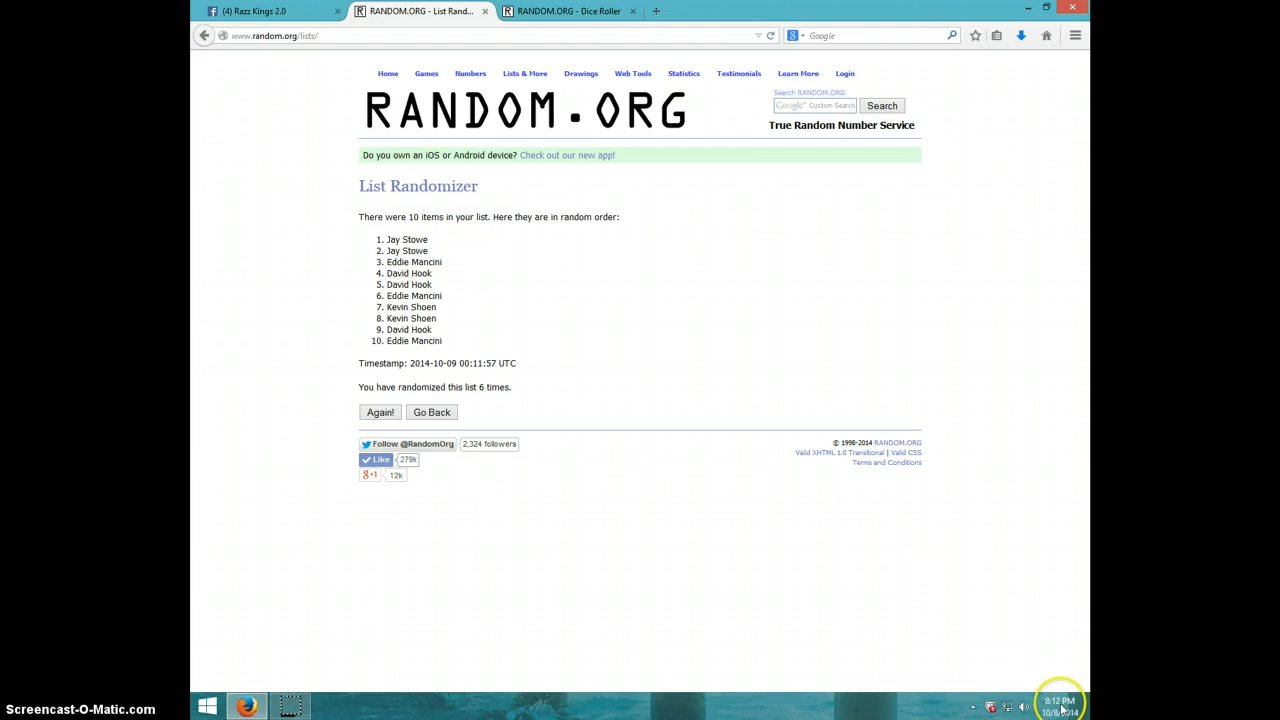 (4) Razz Kings 2.0
RANDOM.ORG - List Rand...
RANDOM.ORG - Dice Roller
www.random.org/lists/
Google
Home Games Numbers Lists & More Drawings Web Tools Statistics Testimonials Learn More Login
RANDOM.ORG
Search RANDOM.ORG
Google™ Custom Search
Search
True Random Number Service
Do you own an iOS or Android device? Check out our new app!
List Randomizer
There were 10 items in your list. Here they are in random order:
1. Jay Stowe
2. Jay Stowe
3. Eddie Mancini
4. David Hook
5. David Hook
6. Eddie Mancini
7. Kevin Shoen
8. Kevin Shoen
9. David Hook
10. Eddie Mancini
Timestamp: 2014-10-09 00:11:57 UTC
You have randomized this list 6 times.
Again! Go Back
Follow @RandomOrg 2,324 followers
Like 279k
g+1 12k
© 1998-2014 RANDOM.ORG
Valid XHTML 1.0 Transitional | Valid CSS
Terms and Conditions
8:12 PM
10/8/2014
Screencast-O-Matic.com